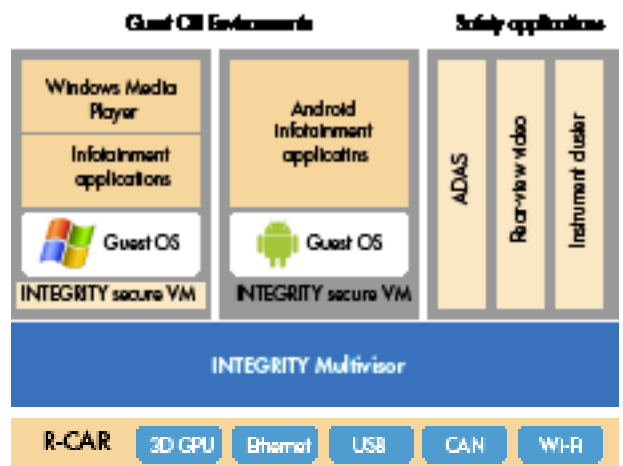 Guest OS Environments
Safety applications
Windows Media
Player
Infotainment
applications
Guest OS
INTEGRITY secure VM
Android
Infotainment
applicatins
Guest OS
INTEGRITY secure VM
ADAS
Rear-view video
Instrument cluster
INTEGRITY Multivisor
R-CAR
3D GPU
Ethernet
USB
CAN
Wi-Fi